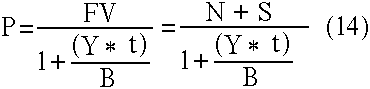 P = FV / (1 + (Y * t) / B) = (N + S) / (1 + (Y * t) / B) (14)